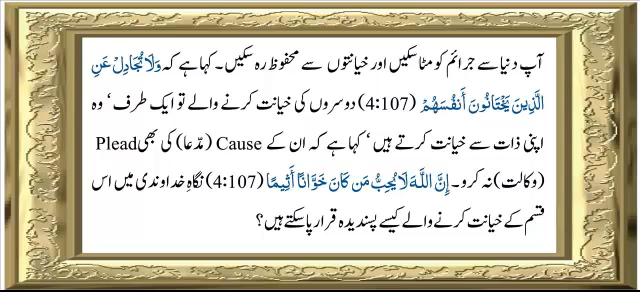 آپ دنیا سے جرائم کو مٹا سکیں اور خیانتوں سے محفوظ رہ سکیں۔ کہا ہے کہ وَلَا تُجَادِلْ عَنِ
الَّذِينَ يَخْتَانُونَ أَنفُسَهُمْ (4:107) دوسروں کی خیانت کرنے والے تو ایک طرف‘ وہ
اپنی ذات سے خیانت کرتے ہیں‘ کہا ہے کہ ان کے Cause (مدّعا) کی بھی Plead
(وکالت) نہ کرو۔ إِنَّ اللَّهَ لَا يُحِبُّ مَن كَانَ خَوَّانًا أَثِيمًا (4:107) نگاہِ خداوندی میں اس
قسم کے خیانت کرنے والے کیسے پسندیدہ قرار پاسکتے ہیں؟